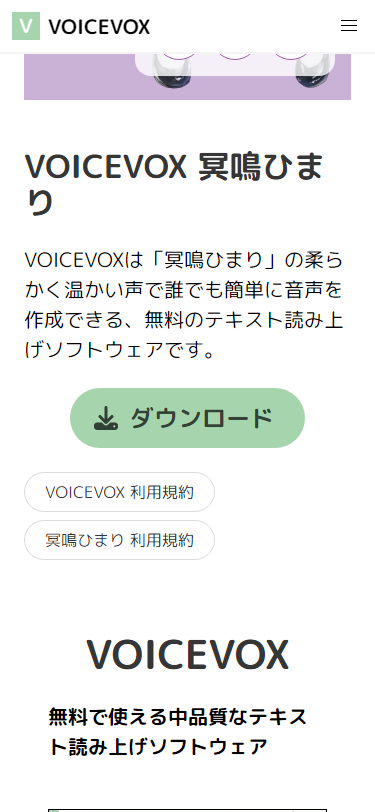 V VOICEVOX
VOICEVOX 冥鳴ひま
り
VOICEVOXは「冥鳴ひまり」の柔ら
かく温かい声で誰でも簡単に音声を
作成できる、無料のテキスト読み上
げソフトウェアです。
ダウンロード
VOICEVOX 利用規約
冥鳴ひまり 利用規約
VOICEVOX
無料で使える中品質なテキス
ト読み上げソフトウェア